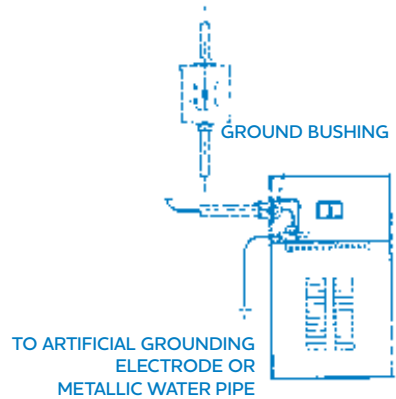 GROUND BUSHING
TO ARTIFICIAL GROUNDING
ELECTRODE OR
METALLIC WATER PIPE